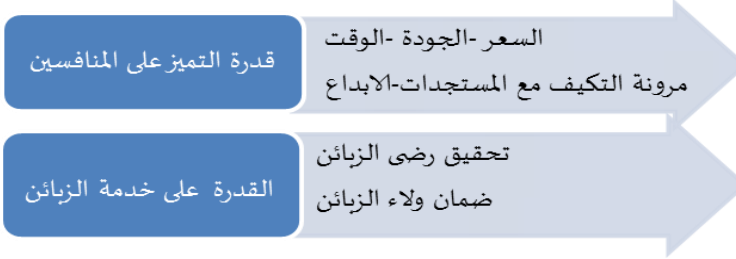 قدرة التميز على المنافسين
السعر -الجودة -الوقت
مرونة التكيف مع المستجدات-الابداع
القدرة على خدمة الزبائن
تحقيق رضى الزبائن
ضمان ولاء الزبائن